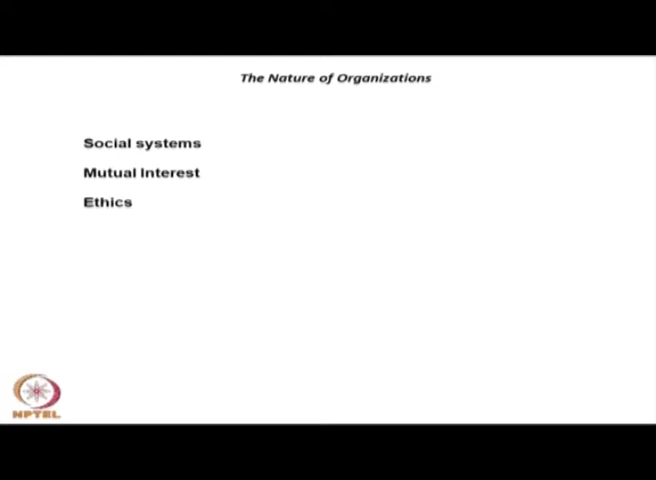 The Nature of Organizations
Social systems
Mutual Interest
Ethics
NPTEL